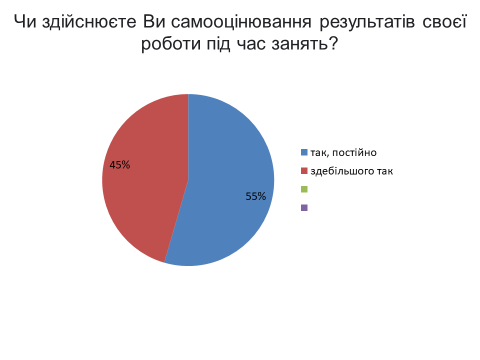 Чи здійснюєте Ви самооцінювання результатів своєї
роботи під час занять?
45%
55%
так, постійно
здебільшого так